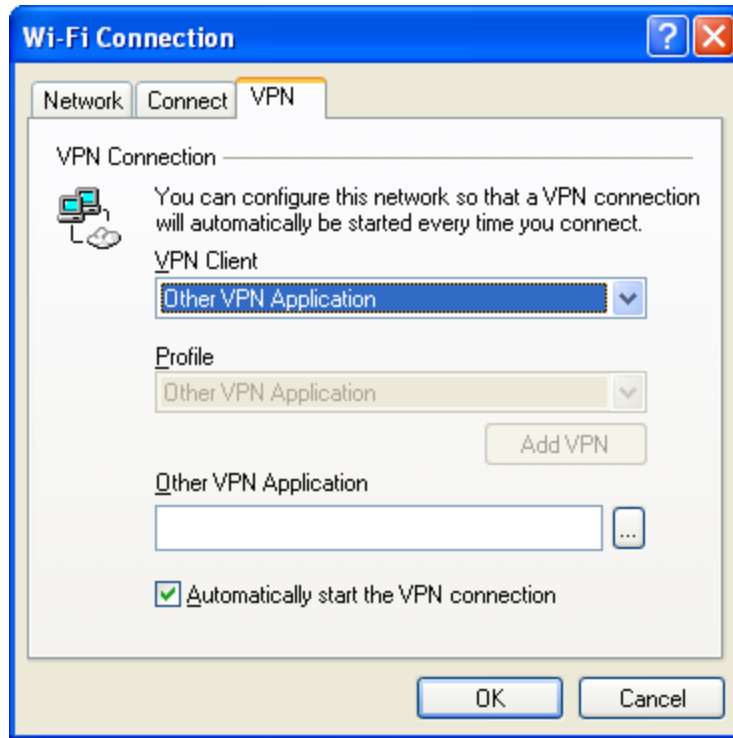 Wi-Fi Connection
Network Connect VPN
VPN Connection
You can configure this network so that a VPN connection
will automatically be started every time you connect.
VPN Client
Other VPN Application
Profile
Other VPN Application
Add VPN
Other VPN Application
...
Automatically start the VPN connection
OK Cancel